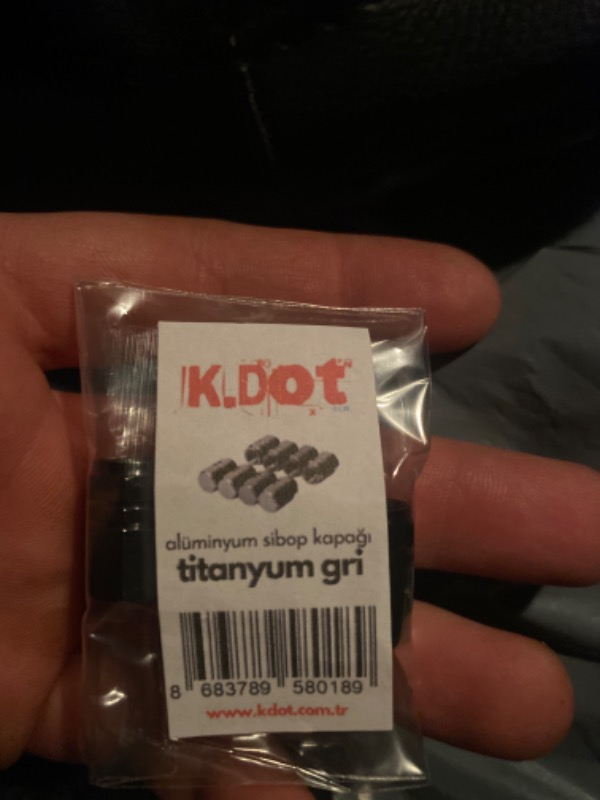 K.Dot
alüminyum sibop kapağı
titanyum gri
8 683789 580189
www.kdot.com.tr